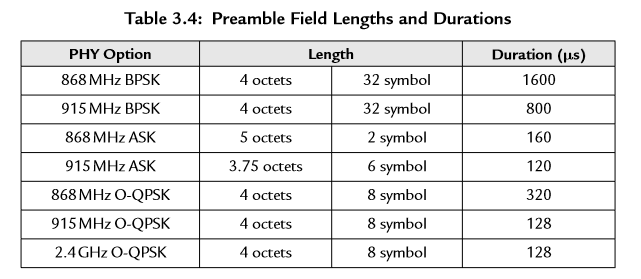 Table 3.4: Preamble Field Lengths and Durations
PHY Option Length Duration (μs)
868 MHz BPSK 4 octets 32 symbol 1600
915 MHz BPSK 4 octets 32 symbol 800
868 MHz ASK 5 octets 2 symbol 160
915 MHz ASK 3.75 octets 6 symbol 120
868 MHz O-QPSK 4 octets 8 symbol 320
915 MHz O-QPSK 4 octets 8 symbol 128
2.4 GHz O-QPSK 4 octets 8 symbol 128